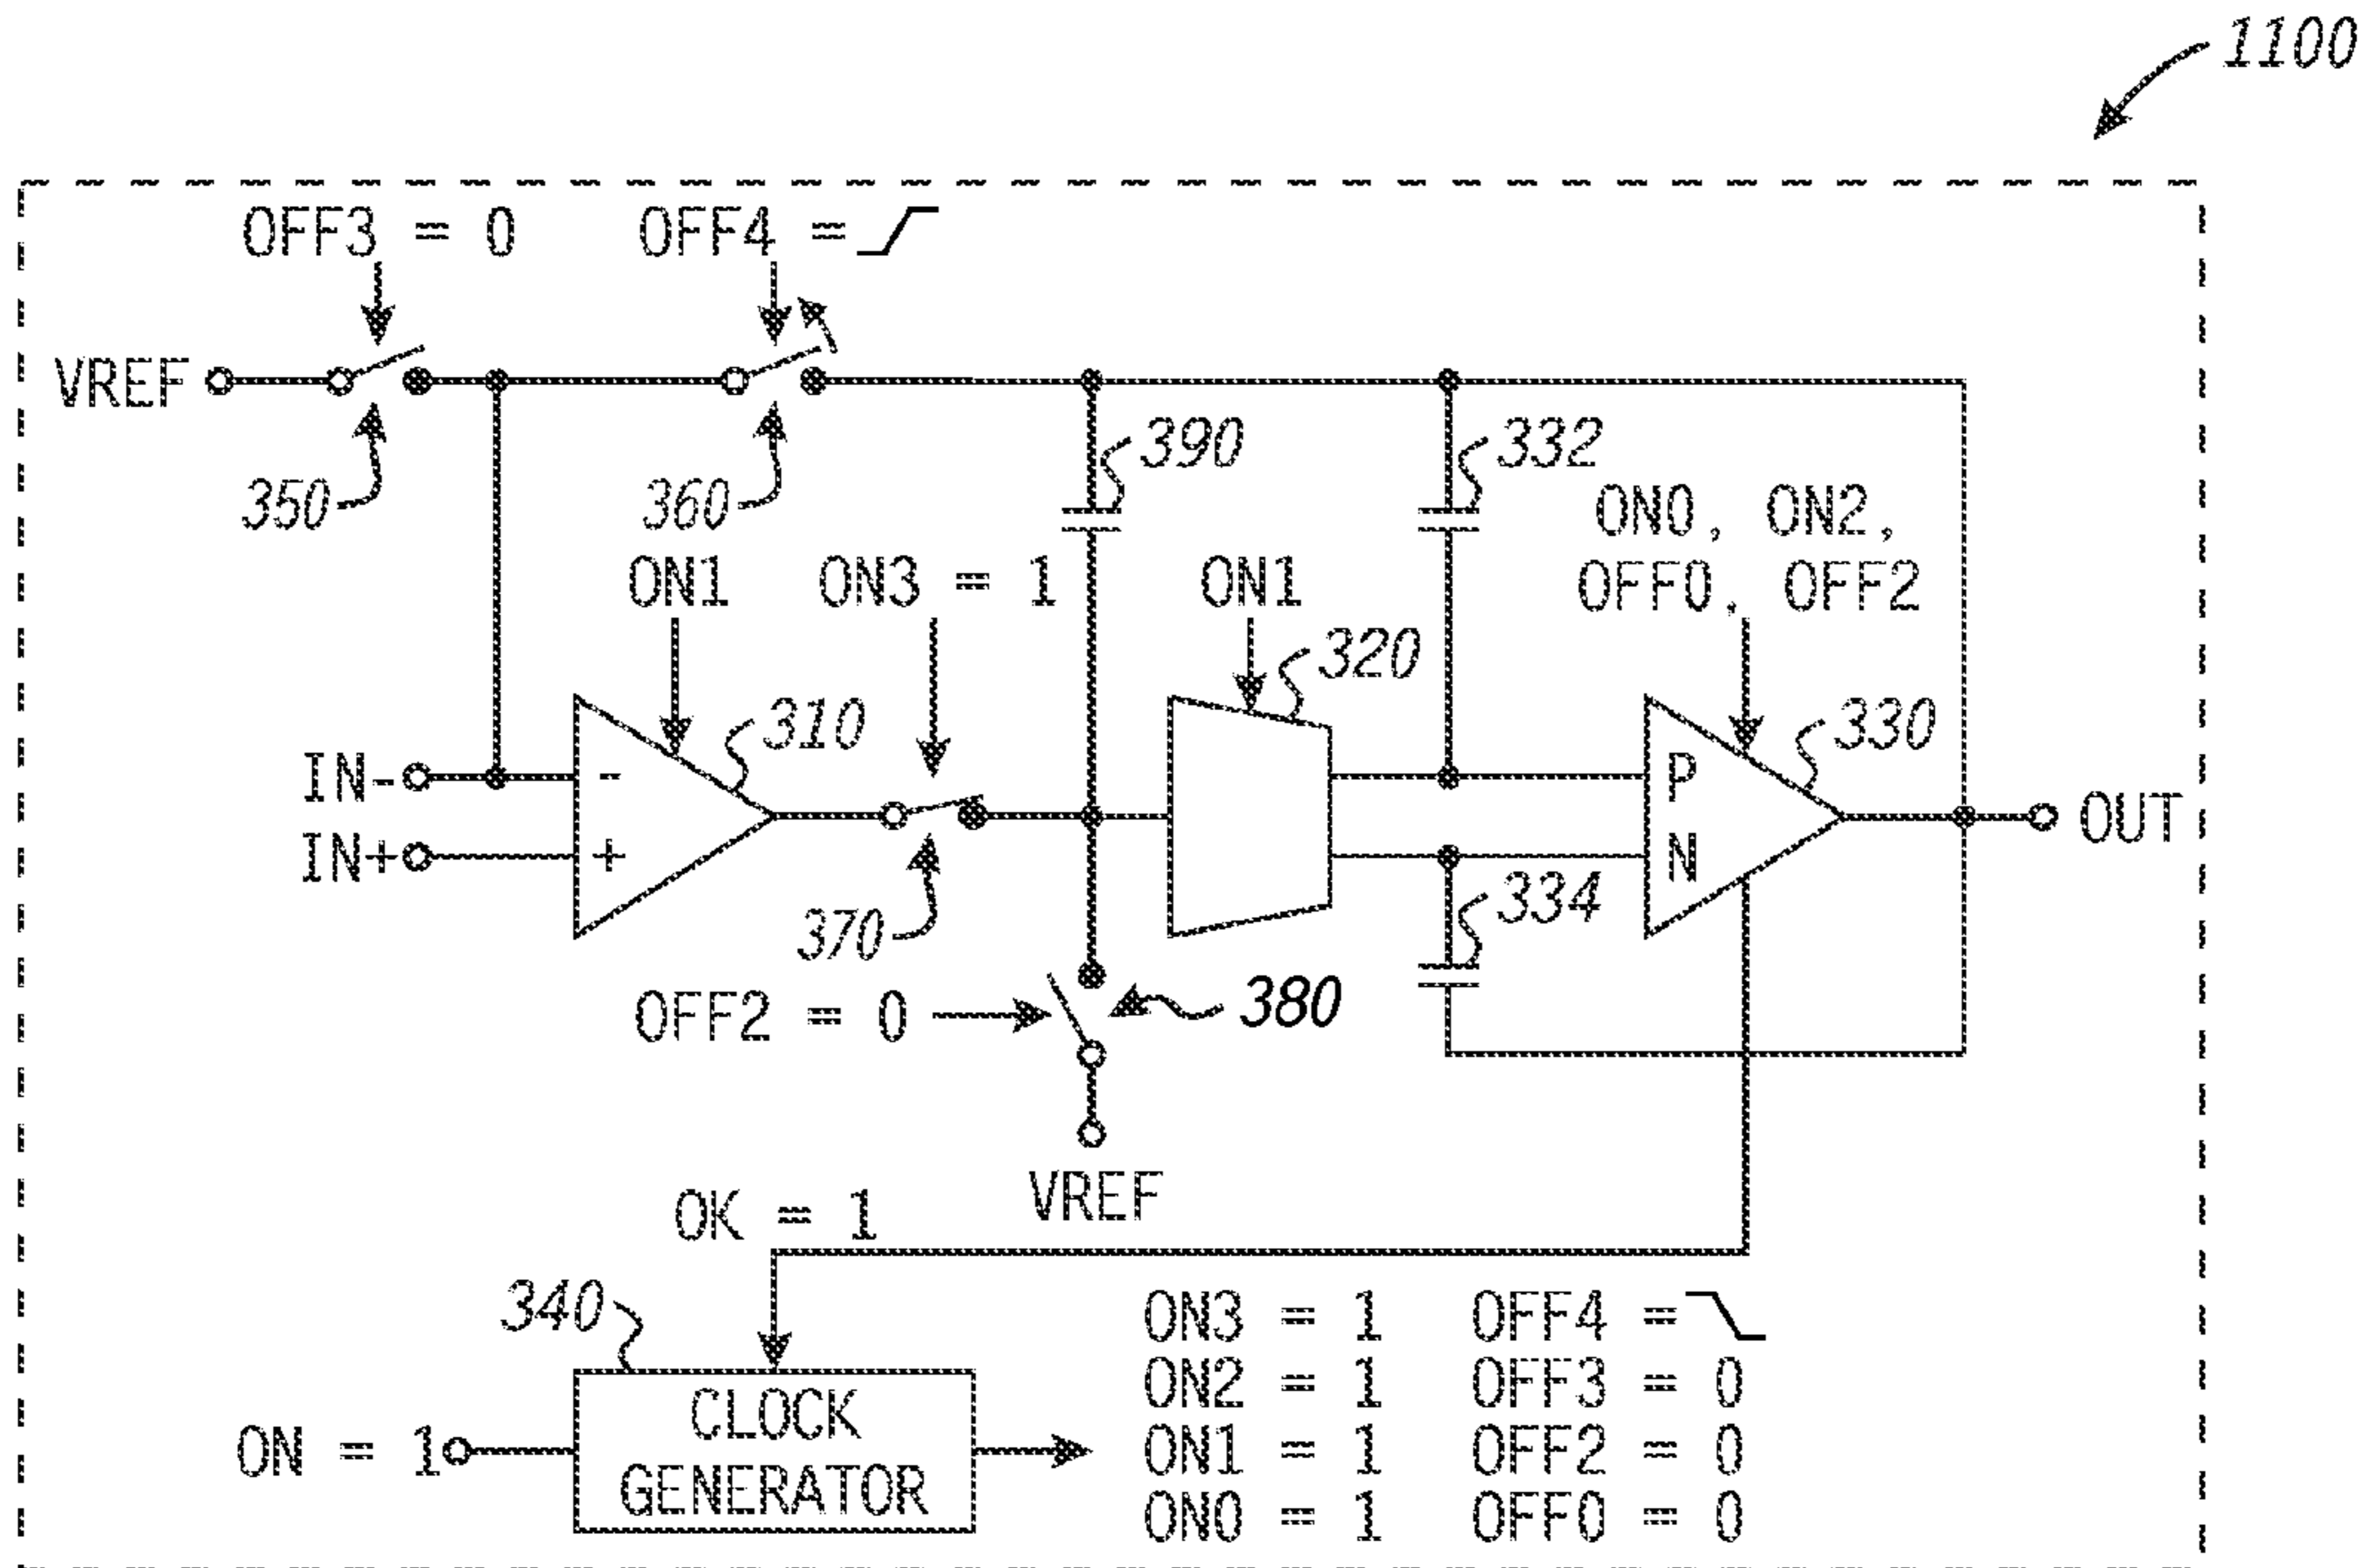 1100
OFF3 = 0 OFF4 =
VREF
350 360 390 332
ON0, ON2,
OFF0, OFF2
ON1 ON3 = 1 ON1
320
310 330
IN- - P
OUT
IN+ + N
370 334
OFF2 = 0 380
VREF
OK = 1
340
CLOCK
GENERATOR
ON = 1
ON3 = 1 OFF4 =
ON2 = 1 OFF3 = 0
ON1 = 1 OFF2 = 0
ON0 = 1 OFF0 = 0